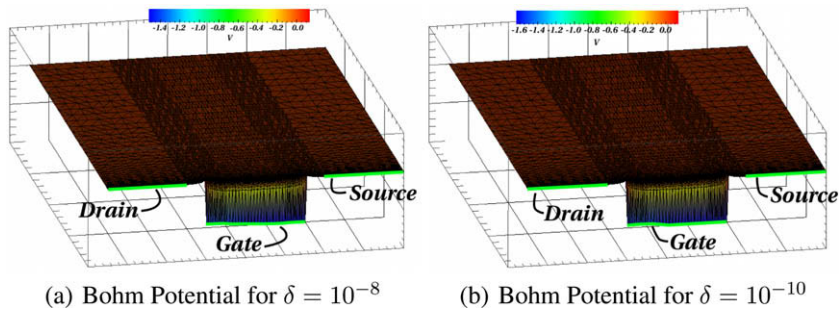 -1.4 -1.2 -1.0 -0.8 -0.6 -0.4 -0.2 0.0
V
Drain
Source
Gate
(a) Bohm Potential for δ = 10⁻⁸
-1.6 -1.4 -1.2 -1.0 -0.8 -0.6 -0.4 -0.2 0.0
V
Drain
Source
Gate
(b) Bohm Potential for δ = 10⁻¹⁰